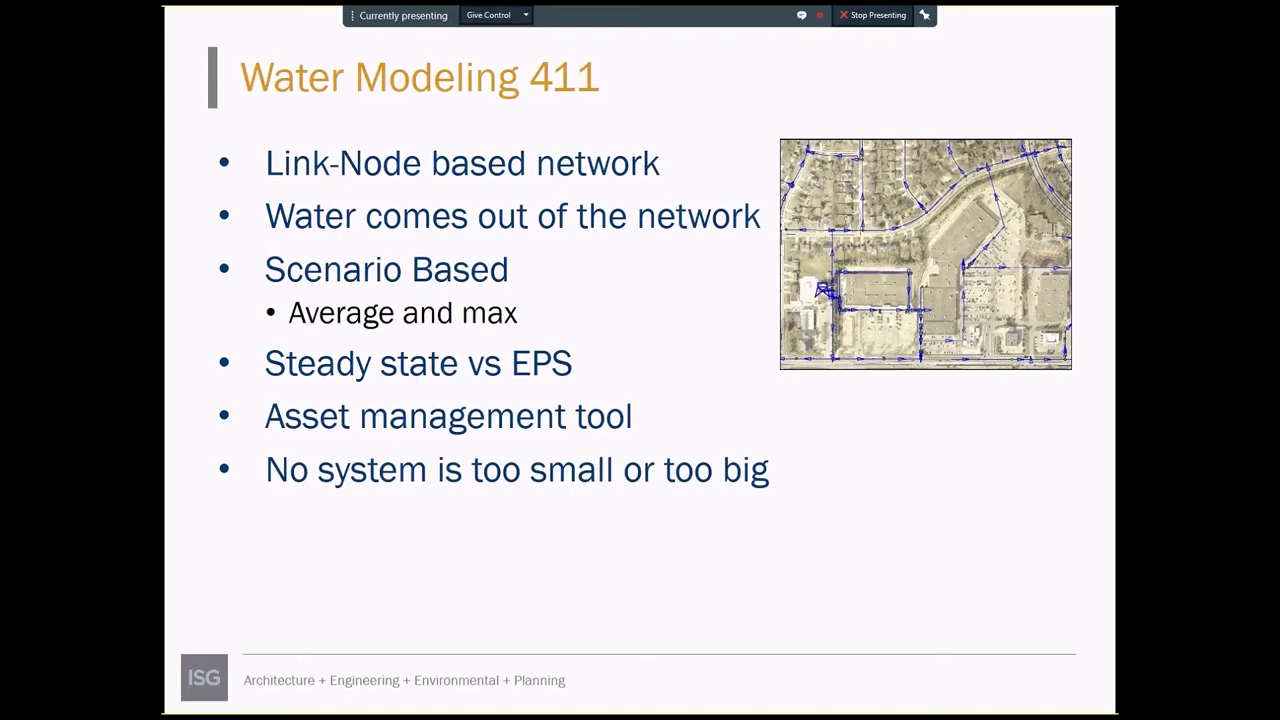 Currently presenting Give Control Stop Presenting
Water Modeling 411
• Link-Node based network
• Water comes out of the network
• Scenario Based
• Average and max
• Steady state vs EPS
• Asset management tool
• No system is too small or too big
ISG Architecture + Engineering + Environmental + Planning